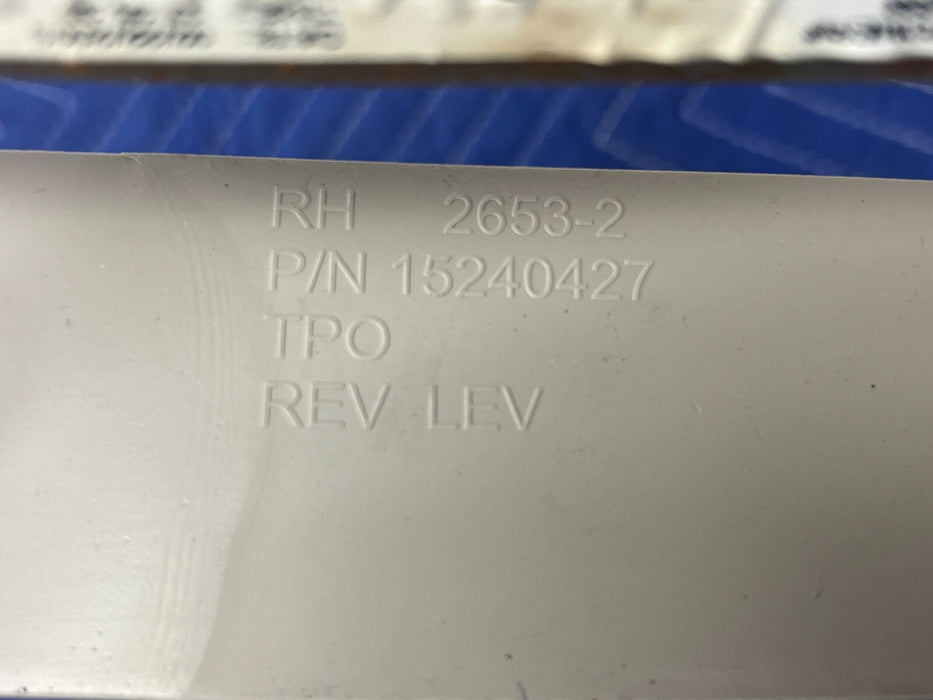 RH 2653-2
P/N 15240427
TPO
REV LEV